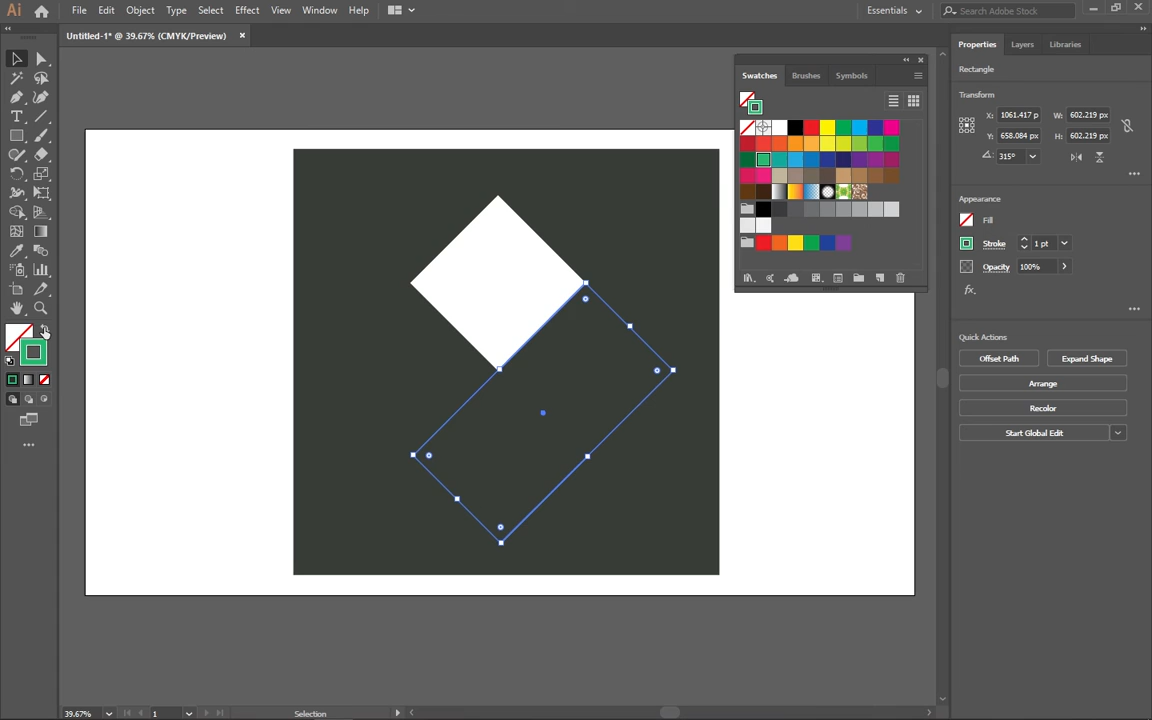 Ai File Edit Object Type Select Effect View Window Help Essentials Search Adobe Stock
Untitled-1* @ 39.67% (CMYK/Preview)
Properties Layers Libraries
Rectangle
Swatches Brushes Symbols
Transform
X: 1061.417 p W: 602.219 px
Y: 658.084 px H: 602.219 px
315°
Appearance
Fill
Stroke 1 pt
Opacity 100%
fx.
Quick Actions
Offset Path Expand Shape
Arrange
Recolor
Start Global Edit
39.67% 1 Selection